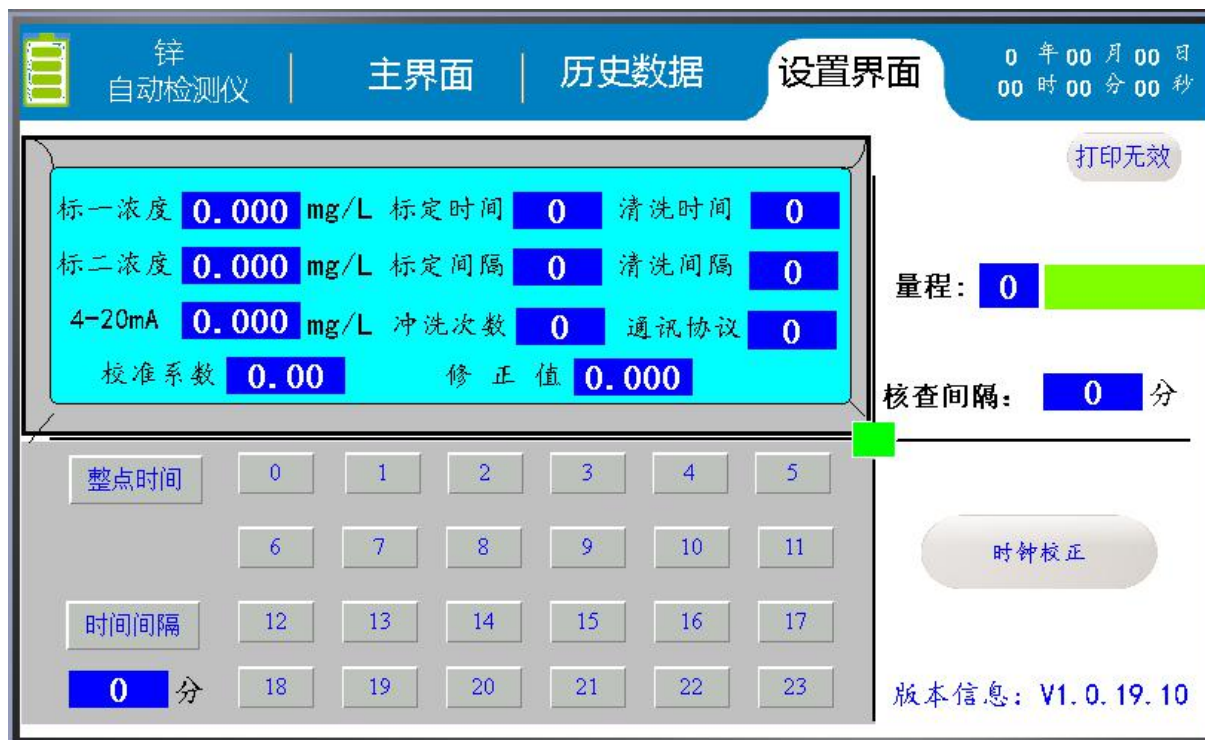 锌
自动检测仪
主界面
历史数据
设置界面
0 年 00 月 00 日
00 时 00 分 00 秒
打印无效
标一浓度 0.000 mg/L 标定时间 0 清洗时间 0
标二浓度 0.000 mg/L 标定间隔 0 清洗间隔 0
4-20mA 0.000 mg/L 冲洗次数 0 通讯协议 0
校准系数 0.00 修正值 0.000
量程: 0
核查间隔: 0 分
整点时间 0 1 2 3 4 5
6 7 8 9 10 11
时间间隔 12 13 14 15 16 17
0 分 18 19 20 21 22 23
时钟校正
版本信息: V1.0.19.10